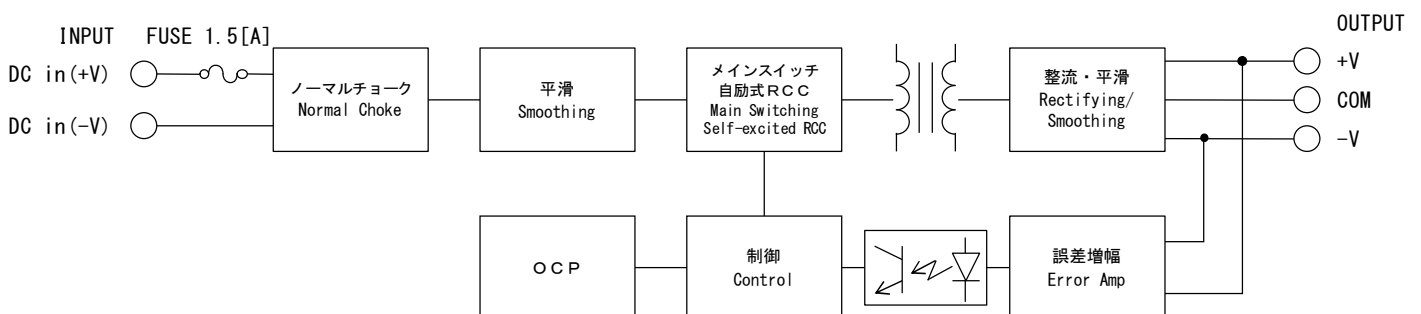 INPUT FUSE 1.5[A]
OUTPUT
DC in(+V)
DC in(-V)
ノーマルチョーク
Normal Choke
平滑
Smoothing
メインスイッチ
自励式RCC
Main Switching
Self-excited RCC
整流・平滑
Rectifying/
Smoothing
+V
COM
-V
OCP
制御
Control
誤差増幅
Error Amp